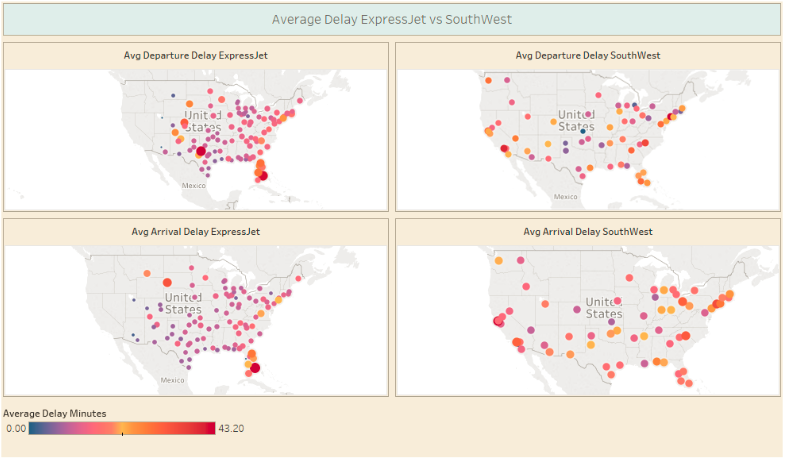 Average Delay ExpressJet vs SouthWest
Avg Departure Delay ExpressJet
Avg Departure Delay SouthWest
United
States
Mexico
United
States
Mexico
Avg Arrival Delay ExpressJet
Avg Arrival Delay SouthWest
United
States
Mexico
United
States
Average Delay Minutes
0.00
43.20